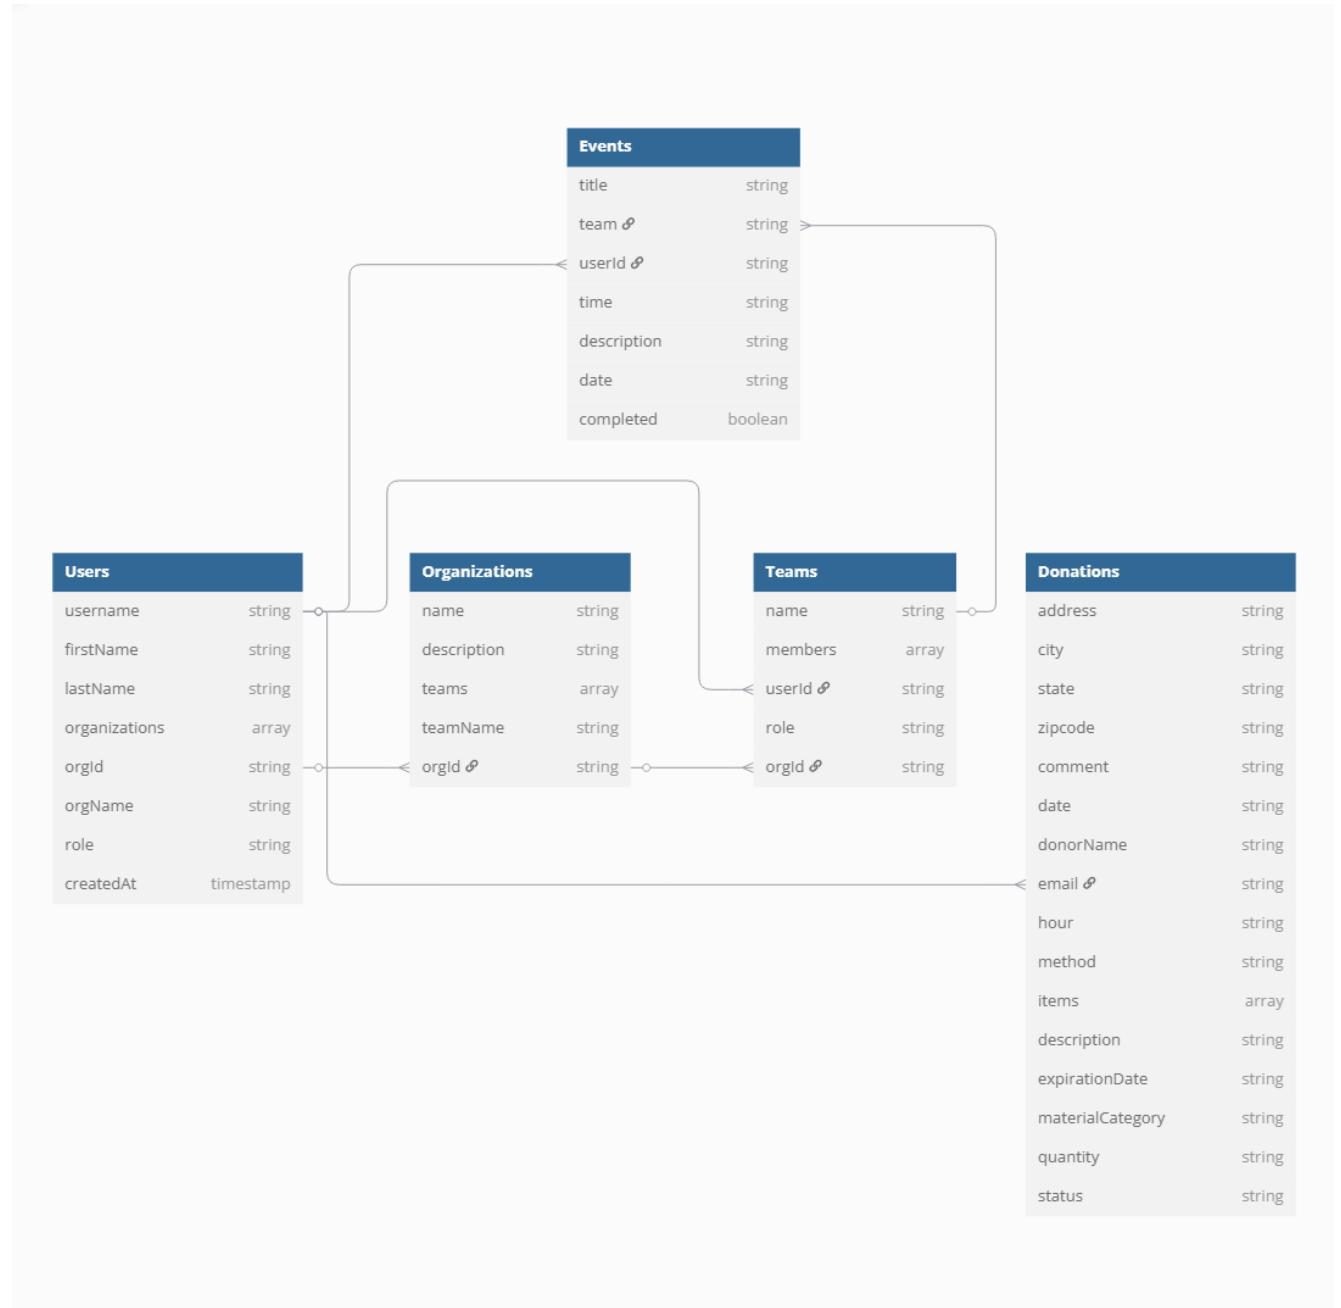 Events
title string
team string
userId string
time string
description string
date string
completed boolean
Users
username string
firstName string
lastName string
organizations array
orgId string
orgName string
role string
createdAt timestamp
Organizations
name string
description string
teams array
teamName string
orgId string
Teams
name string
members array
userId string
role string
orgId string
Donations
address string
city string
state string
zipcode string
comment string
date string
donorName string
email string
hour string
method string
items array
description string
expirationDate string
materialCategory string
quantity string
status string